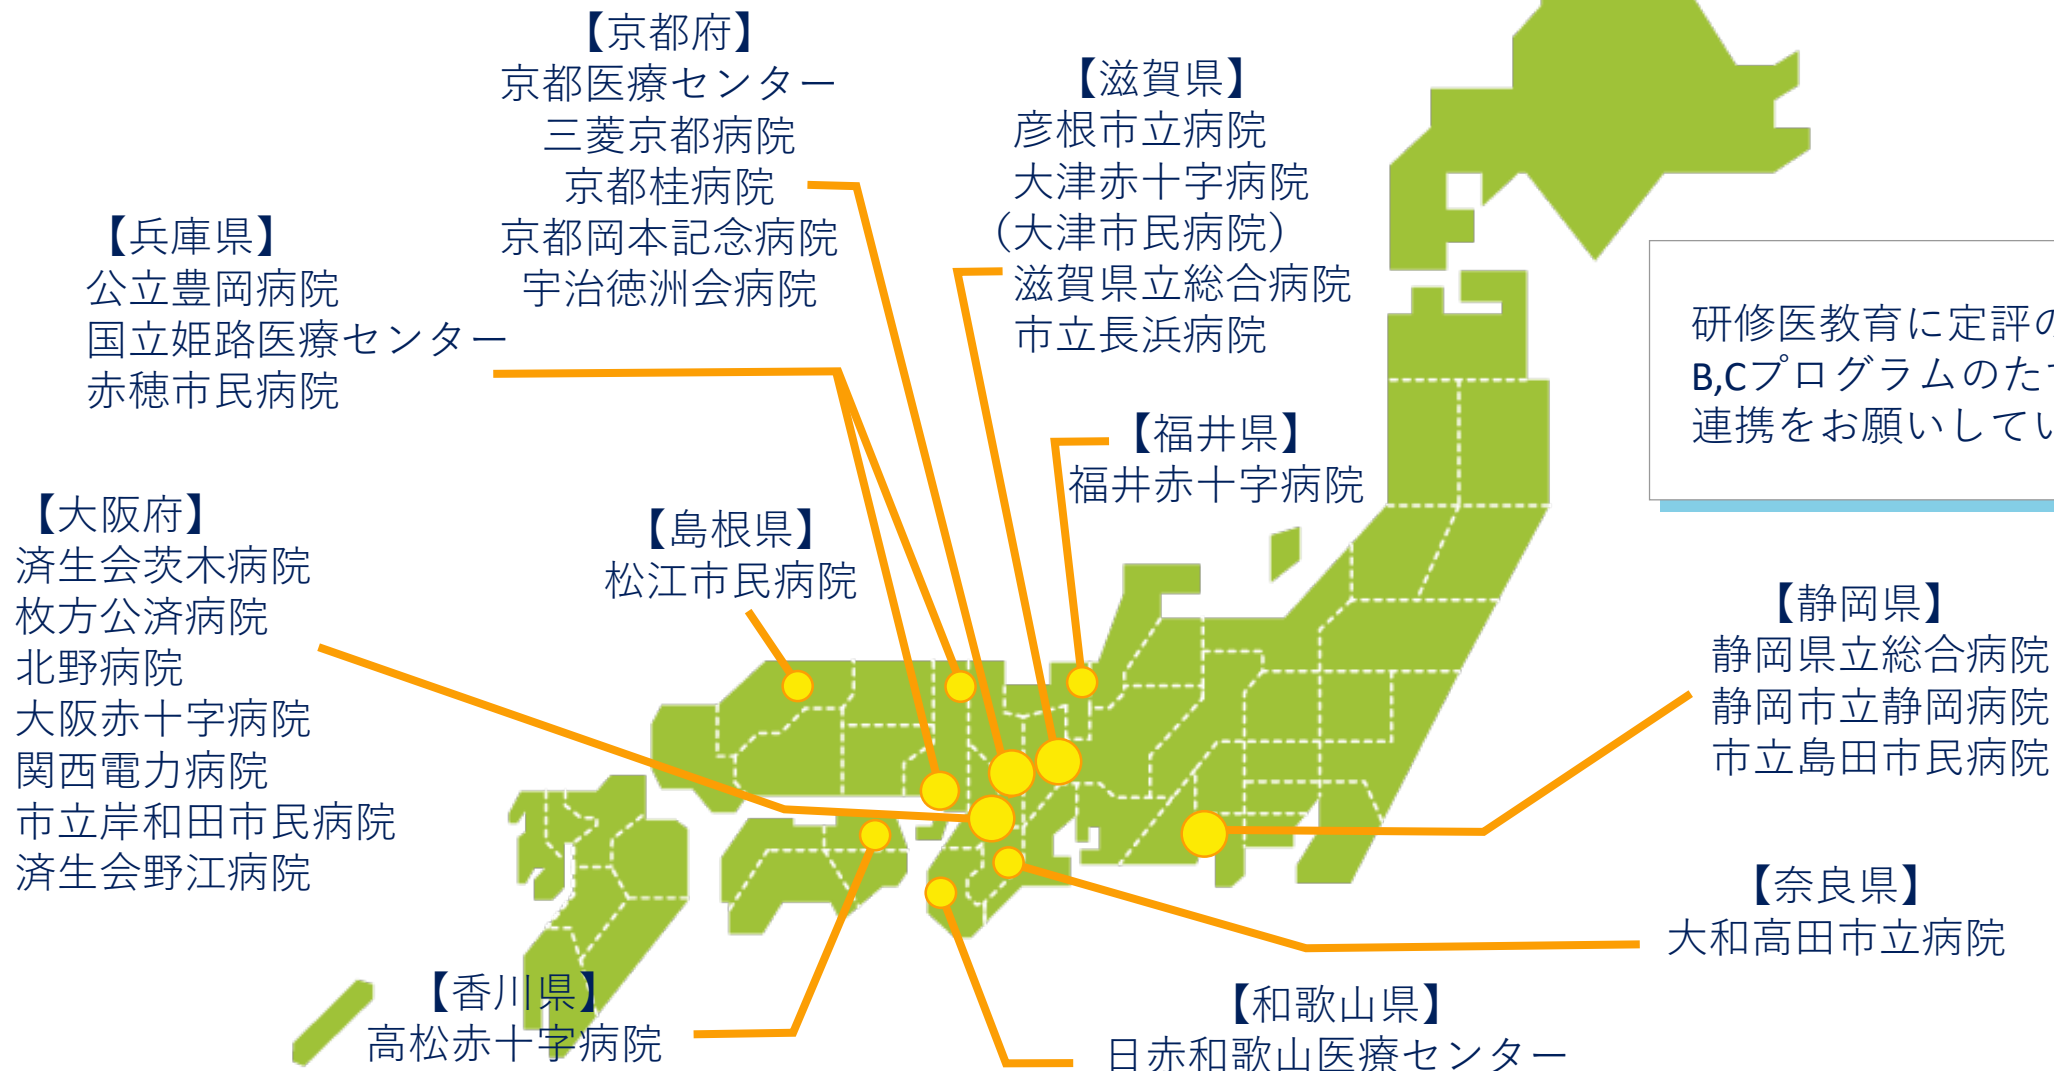 【京都府】
京都医療センター
三菱京都病院
京都桂病院
京都岡本記念病院
宇治徳洲会病院
【滋賀県】
彦根市立病院
大津赤十字病院
（大津市民病院）
滋賀県立総合病院
市立長浜病院
【兵庫県】
公立豊岡病院
国立姫路医療センター
赤穂市民病院
研修医教育に定評の
B,Cプログラムのた
連携をお願いしてい
【福井県】
福井赤十字病院
【大阪府】
済生会茨木病院
枚方公済病院
北野病院
大阪赤十字病院
関西電力病院
市立岸和田市民病院
済生会野江病院
【島根県】
松江市民病院
【静岡県】
静岡県立総合病院
静岡市立静岡病院
市立島田市民病院
【奈良県】
大和高田市立病院
【香川県】
高松赤十字病院
【和歌山県】
日赤和歌山医療センター